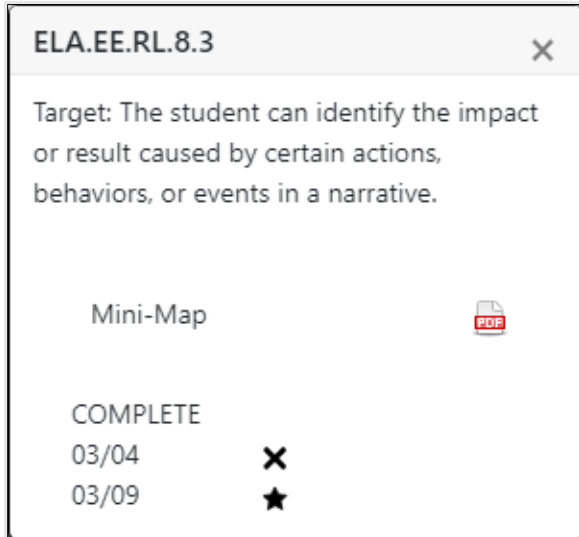 ELA.EE.RL.8.3
Target: The student can identify the impact
or result caused by certain actions,
behaviors, or events in a narrative.
Mini-Map
PDF
COMPLETE
03/04
03/09